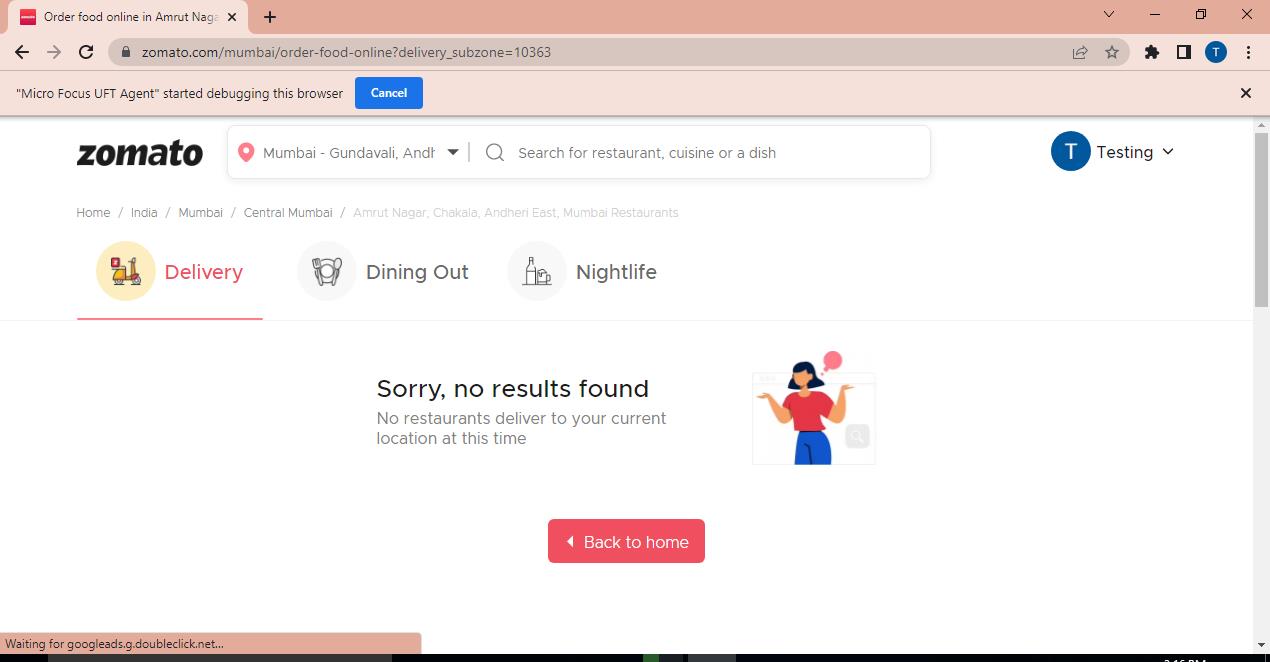 Order food online in Amrut Naga
zomato.com/mumbai/order-food-online?delivery_subzone=10363
T
"Micro Focus UFT Agent" started debugging this browser
Cancel
zomato
Mumbai - Gundavali, Andh
Search for restaurant, cuisine or a dish
T
Testing
Home / India / Mumbai / Central Mumbai / Amrut Nagar, Chakala, Andheri East, Mumbai Restaurants
Delivery
Dining Out
Nightlife
Sorry, no results found
No restaurants deliver to your current
location at this time
Back to home
Waiting for googleads.g.doubleclick.net...